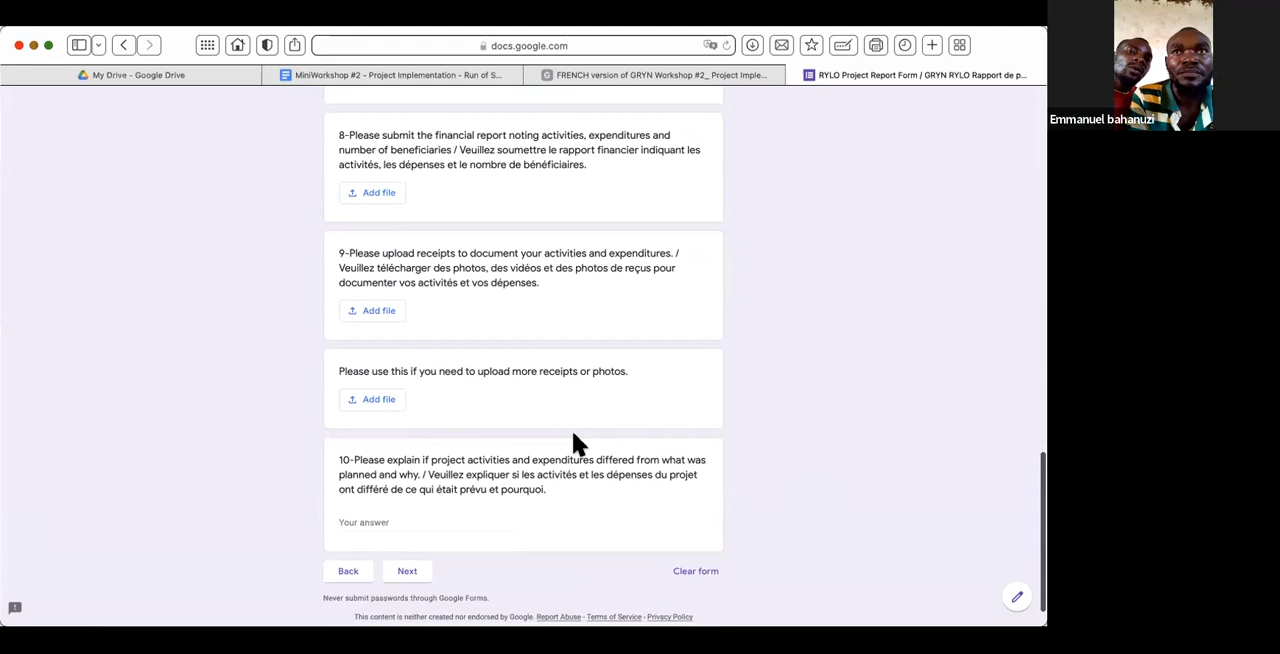 docs.google.com
My Drive - Google Drive
MiniWorkshop #2 - Project Implementation - Run of S...
FRENCH version of GRYN Workshop #2_ Project Imple...
RYLO Project Report Form / GRYN RYLO Rapport de p...
Emmanuel bahanuzi
8-Please submit the financial report noting activities, expenditures and
number of beneficiaries / Veuillez soumettre le rapport financier indiquant les
activités, les dépenses et le nombre de bénéficiaires.
Add file
9-Please upload receipts to document your activities and expenditures. /
Veuillez télécharger des photos, des vidéos et des photos de reçus pour
documenter vos activités et vos dépenses.
Add file
Please use this if you need to upload more receipts or photos.
Add file
10-Please explain if project activities and expenditures differed from what was
planned and why. / Veuillez expliquer si les activités et les dépenses du projet
ont différé de ce qui était prévu et pourquoi.
Your answer
Back
Next
Clear form
Never submit passwords through Google Forms.
This content is neither created nor endorsed by Google. Report Abuse - Terms of Service - Privacy Policy